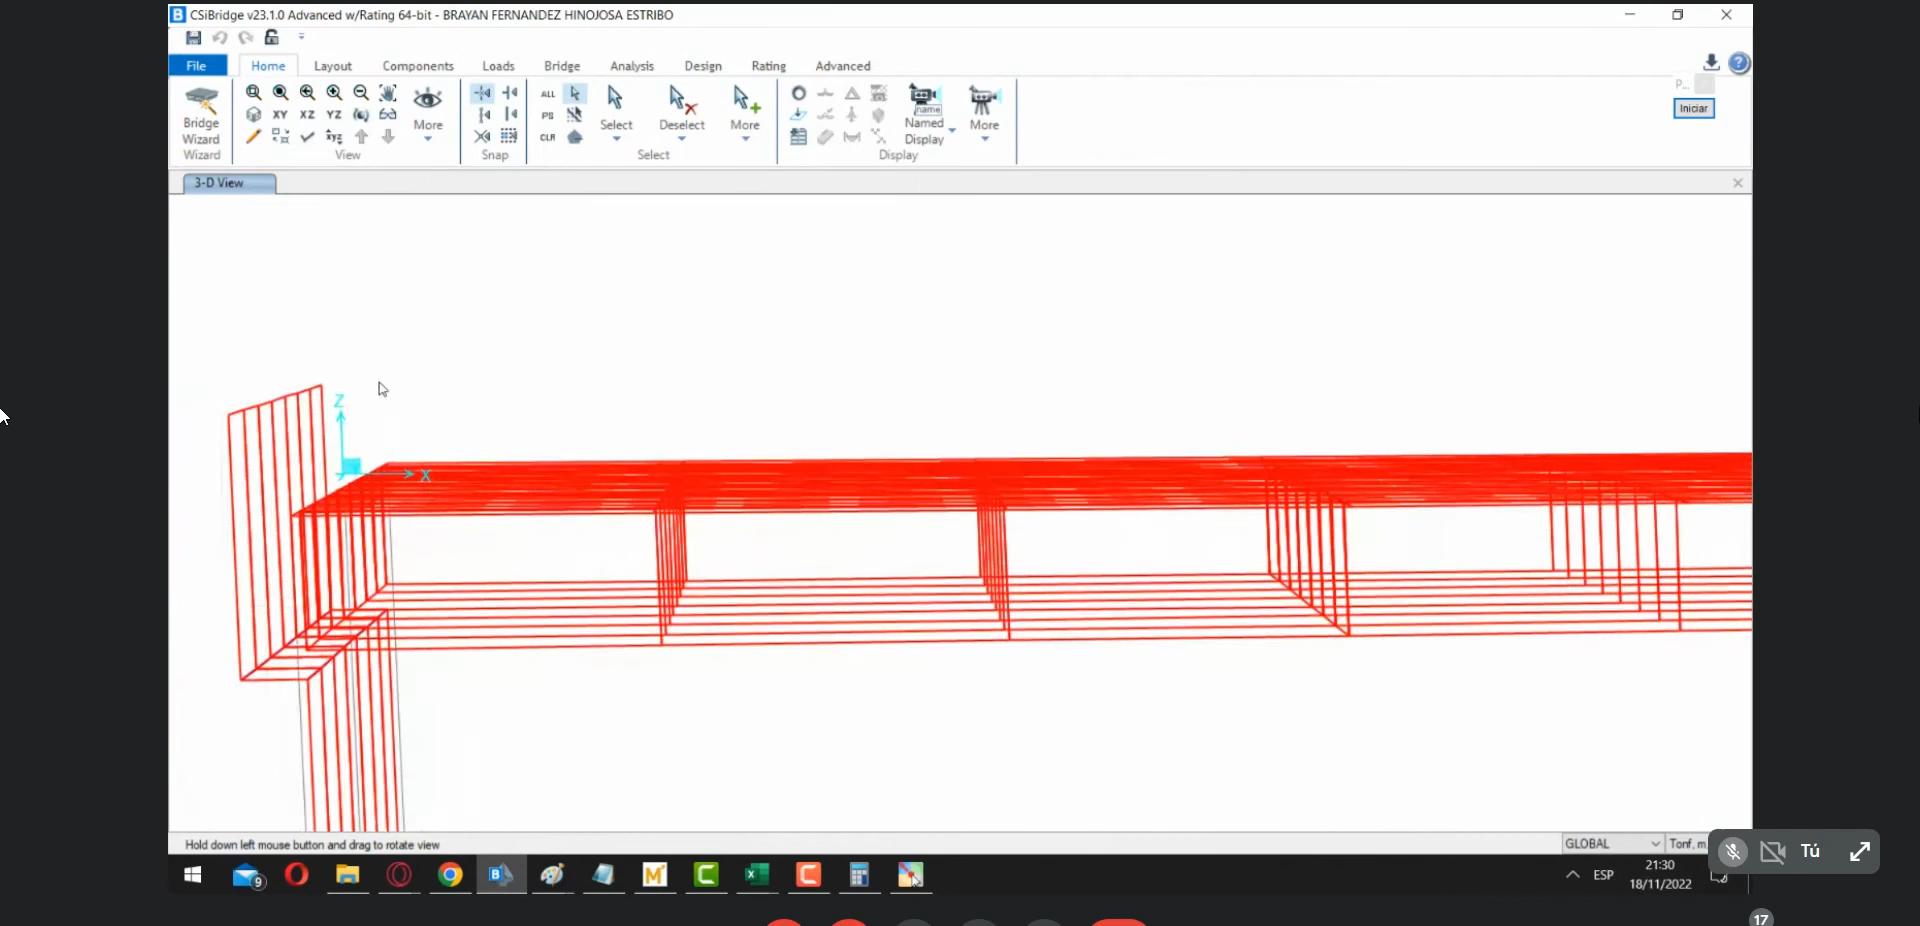 CSiBridge v23.1.0 Advanced w/Rating 64-bit - BRAYAN FERNANDEZ HINOJOSA ESTRIBO
File Home Layout Components Loads Bridge Analysis Design Rating Advanced
P...
Iniciar
XY XZ YZ
xyz
ALL
PS
CLR
Bridge
Wizard
More
Select
Deselect
More
name
Named
Display
More
Wizard View Snap Select Display
3-D View
Z
X
Hold down left mouse button and drag to rotate view
GLOBAL
Tonf, m,
Tú
9
ESP
21:30
18/11/2022
17